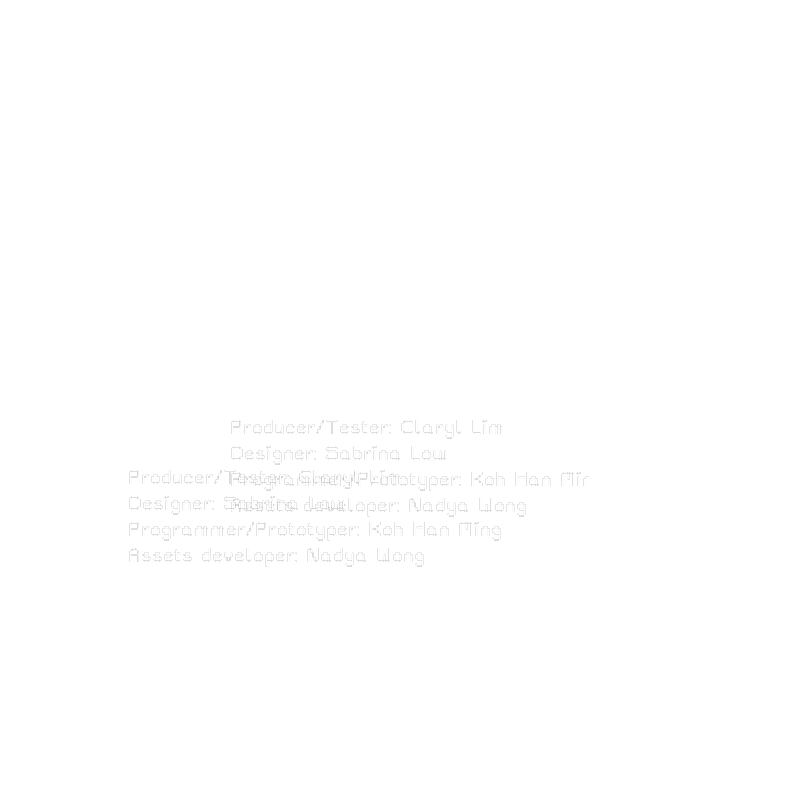 Producer/Tester: Claryl Lim
Designer: Sabrina Low
Programmer/Prototyper: Koh Han Min
Assets developer: Nadya Wong
Producer/Tester: Claryl Lim
Designer: Sabrina Low
Programmer/Prototyper: Koh Han Ming
Assets developer: Nadya Wong